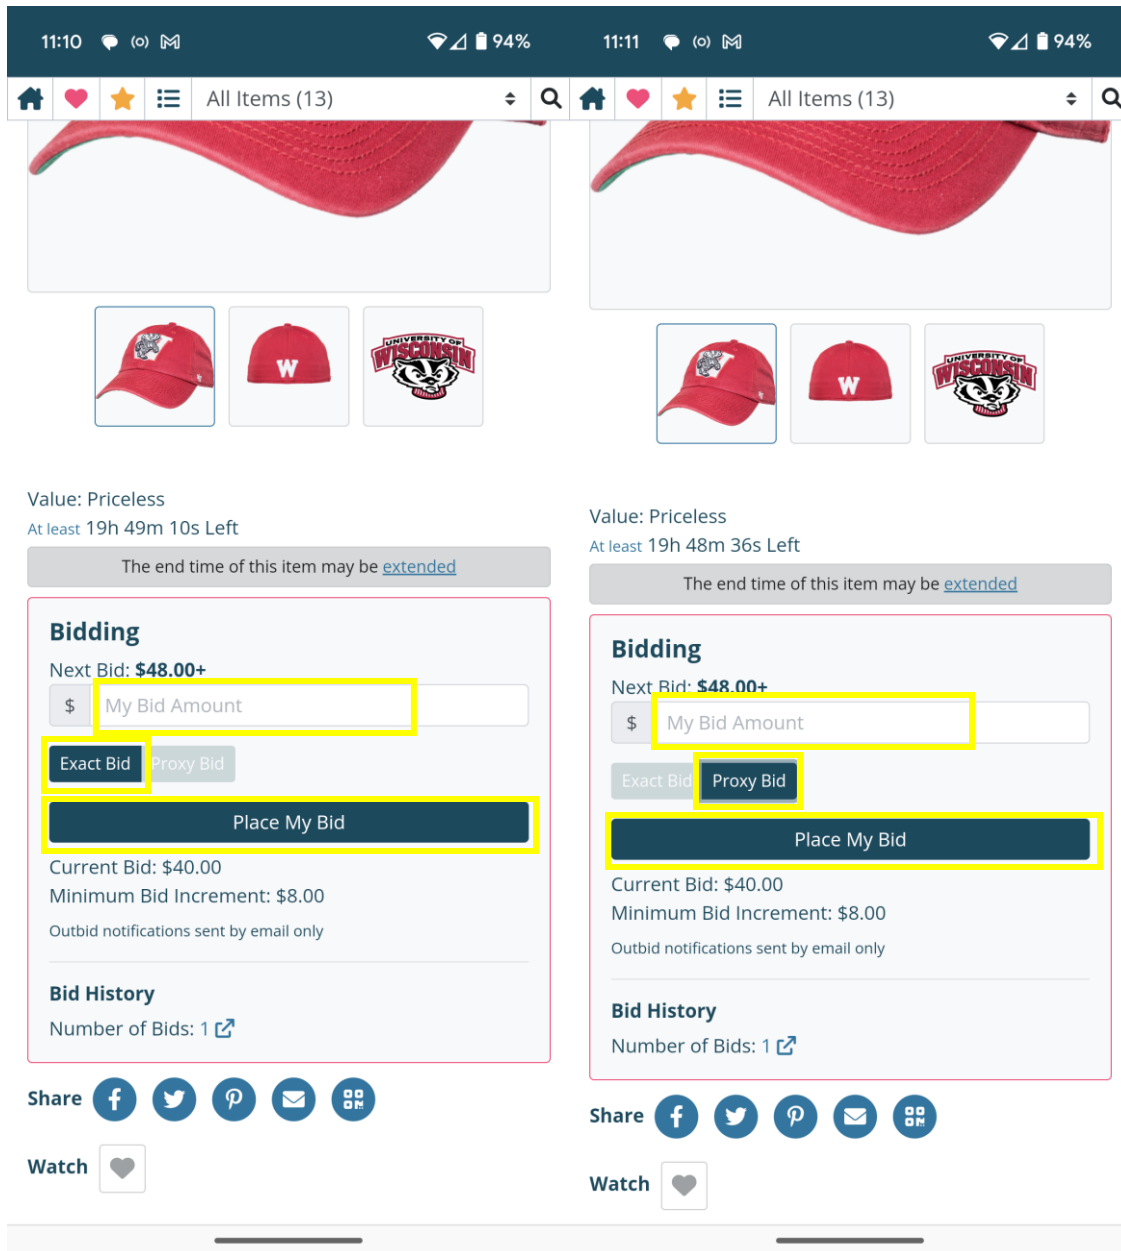 11:10
94%
All Items (13)
W
UNIVERSITY OF
WISCONSIN
Value: Priceless
At least 19h 49m 10s Left
The end time of this item may be extended
Bidding
Next Bid: $48.00+
$ My Bid Amount
Exact Bid Proxy Bid
Place My Bid
Current Bid: $40.00
Minimum Bid Increment: $8.00
Outbid notifications sent by email only
Bid History
Number of Bids: 1
Share
Watch
11:11
94%
All Items (13)
W
UNIVERSITY OF
WISCONSIN
Value: Priceless
At least 19h 48m 36s Left
The end time of this item may be extended
Bidding
Next Bid: $48.00+
$ My Bid Amount
Exact Bid Proxy Bid
Place My Bid
Current Bid: $40.00
Minimum Bid Increment: $8.00
Outbid notifications sent by email only
Bid History
Number of Bids: 1
Share
Watch